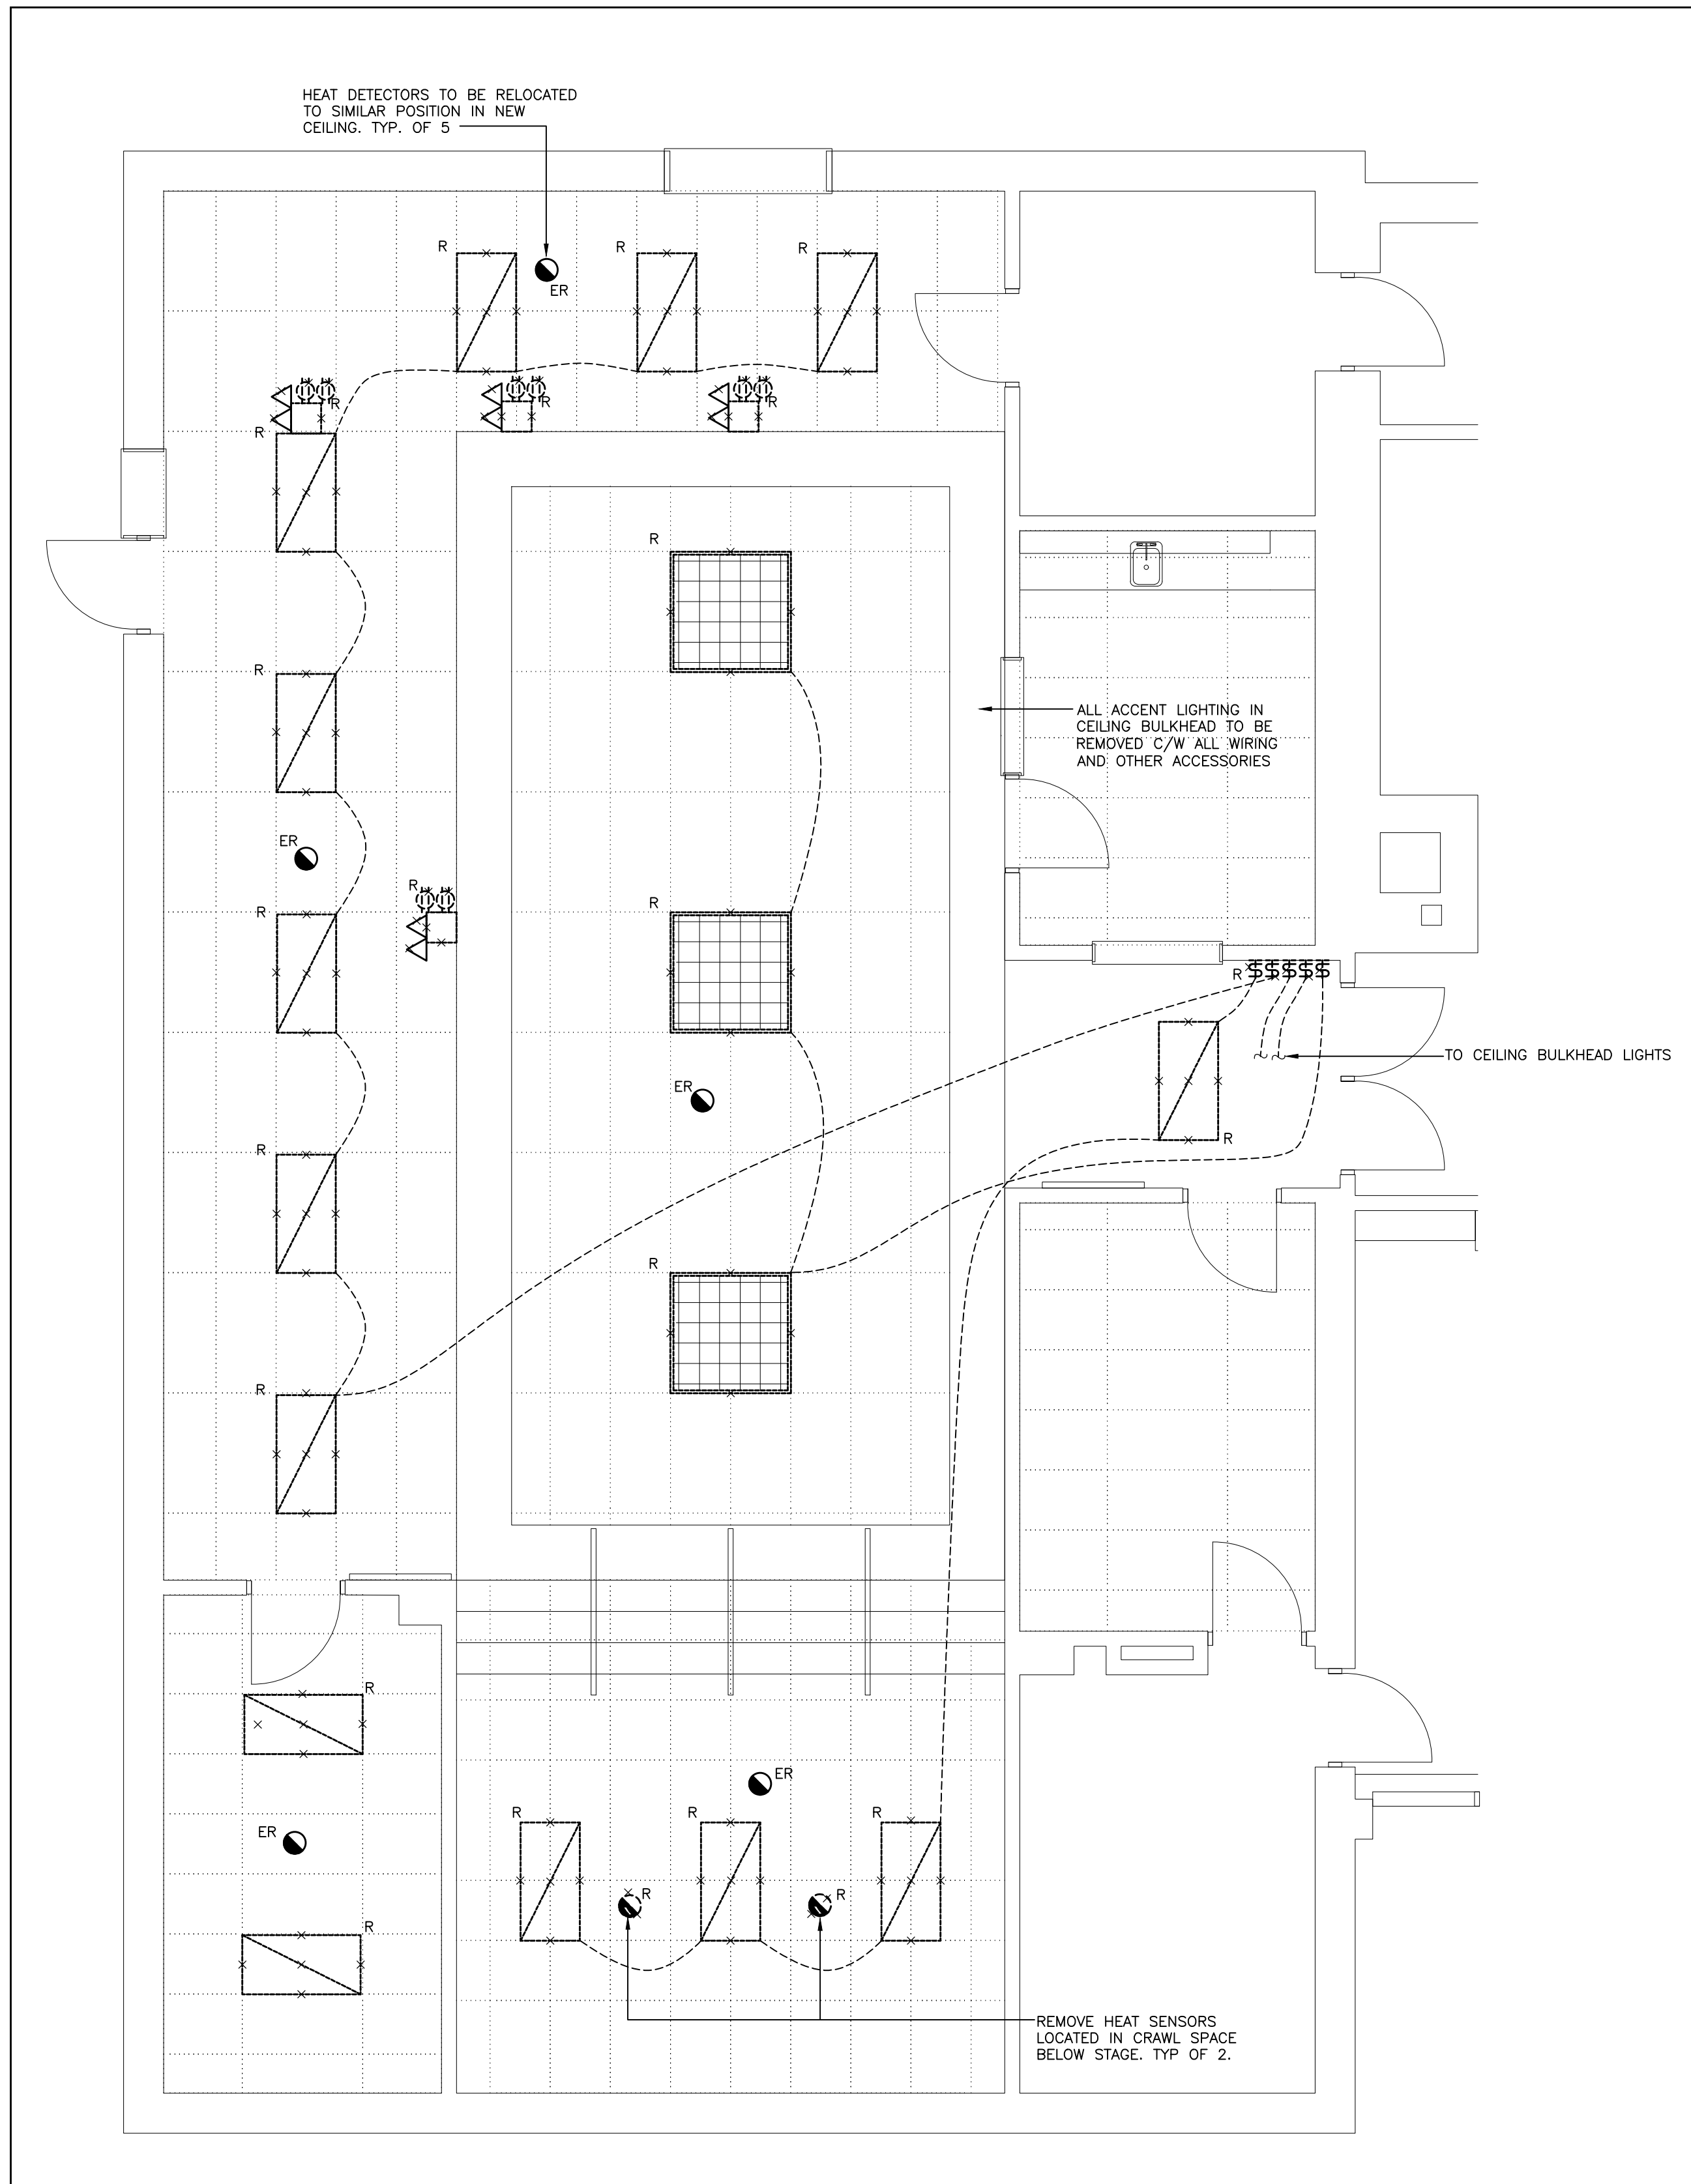 HEAT DETECTORS TO BE RELOCATED
TO SIMILAR POSITION IN NEW
CEILING. TYP. OF 5
R
R
R
ER
R
R
R
R
R
R
ALL ACCENT LIGHTING IN
CEILING BULKHEAD TO BE
REMOVED C/W ALL WIRING
AND OTHER ACCESSORIES
ER
R
R
R
R
R $ $ $ $ $
TO CEILING BULKHEAD LIGHTS
ER
R
R
R
R
R
ER
ER
R
R
R
R
R
R
REMOVE HEAT SENSORS
LOCATED IN CRAWL SPACE
BELOW STAGE. TYP OF 2.